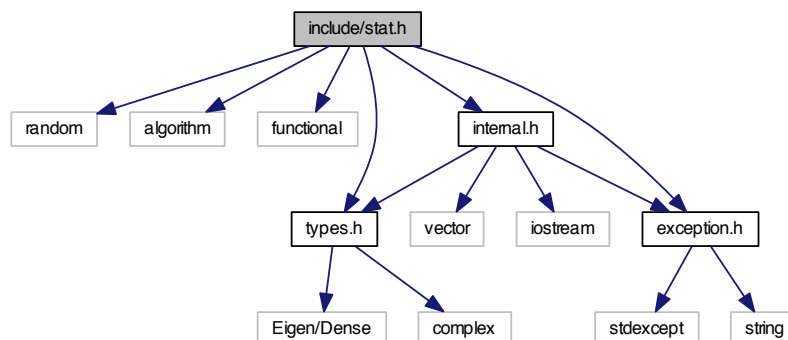 include/stat.h
random
algorithm
functional
internal.h
types.h
vector
iostream
exception.h
Eigen/Dense
complex
stdexcept
string